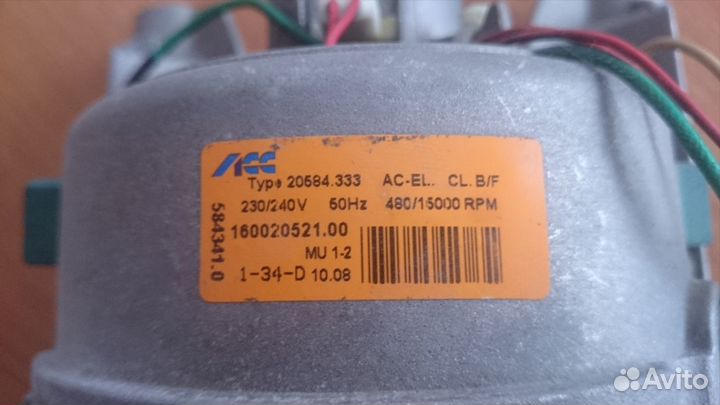 ACC
Type 20584.333 AC-EL. CL. B/F
230/240V 50Hz 480/15000 RPM
160020521.00
MU 1-2
1-34-D 10.08
584341.0
Avito